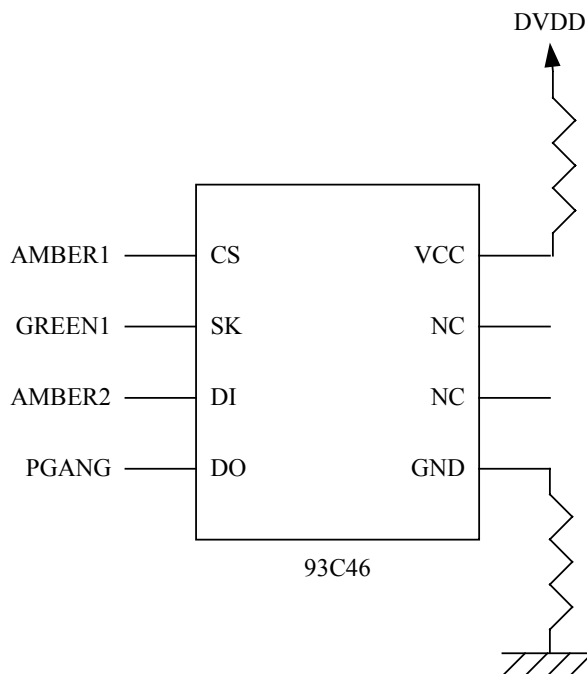 DVDD
AMBER1 CS VCC
GREEN1 SK NC
AMBER2 DI NC
PGANG DO GND
93C46